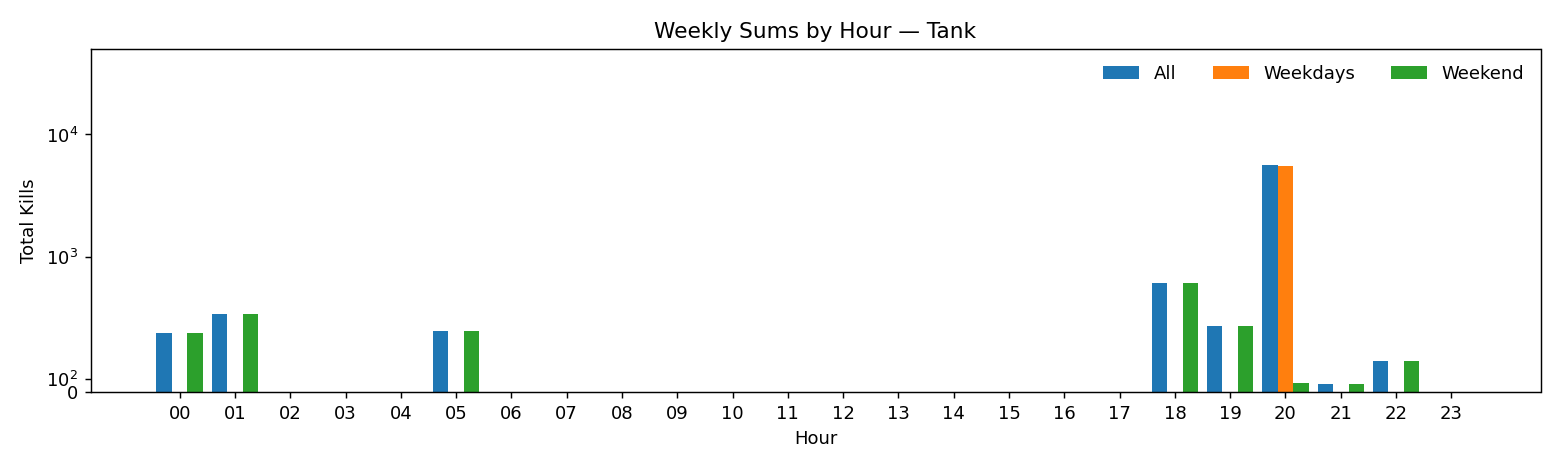 Weekly Sums by Hour — Tank
All Weekdays Weekend
Total Kills
10⁴
10³
10²
0
00 01 02 03 04 05 06 07 08 09 10 11 12 13 14 15 16 17 18 19 20 21 22 23
Hour